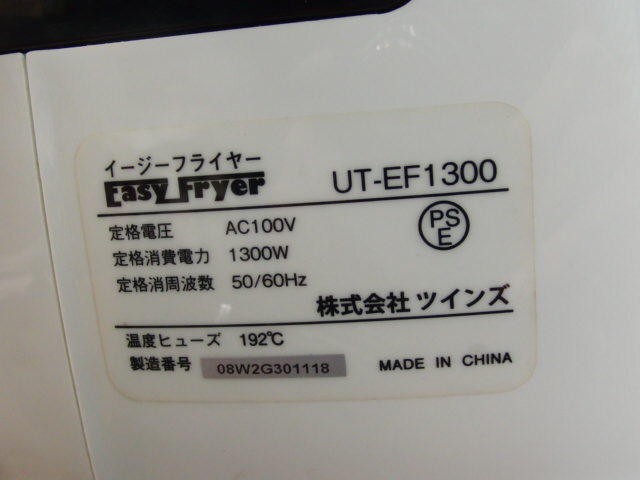 イージーフライヤー
Easy Fryer UT-EF1300
定格電圧 AC100V
PSE
定格消費電力 1300W
定格消周波数 50/60Hz
株式会社 ツインズ
温度ヒューズ 192℃
製造番号 08W2G301118 MADE IN CHINA